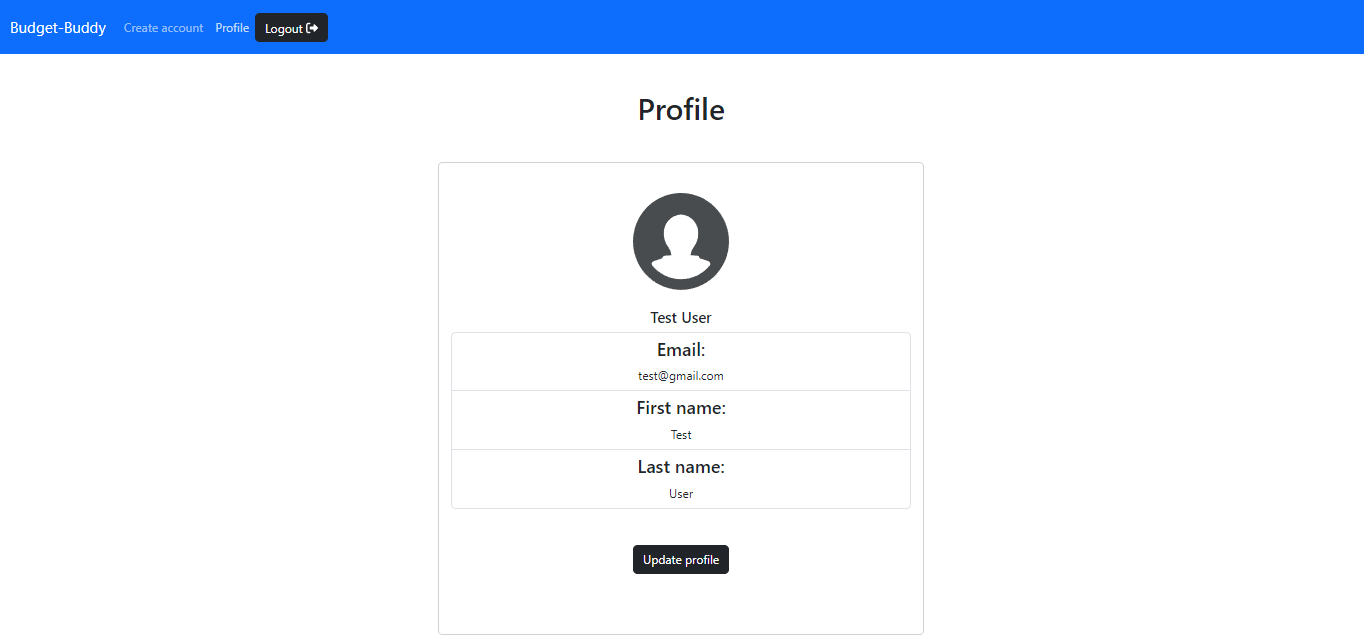 Budget-Buddy Create account Profile Logout
Profile
Test User
Email:
test@gmail.com
First name:
Test
Last name:
User
Update profile